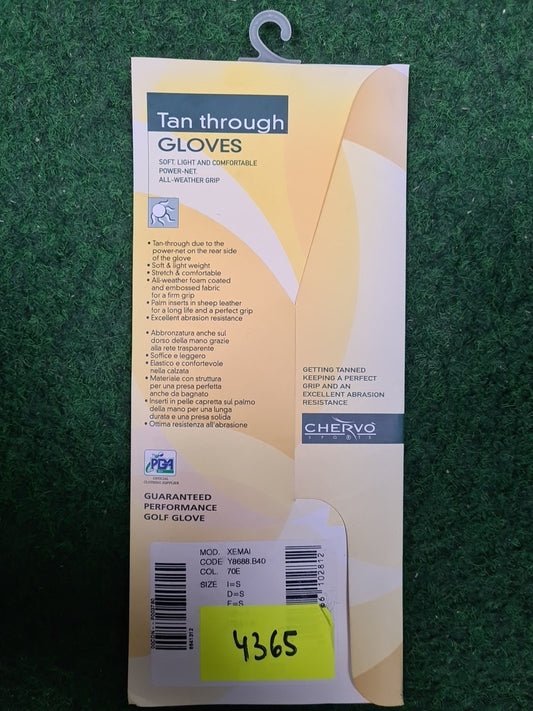 Tan through
GLOVES
SOFT, LIGHT AND COMFORTABLE
POWER-NET.
ALL-WEATHER GRIP
• Tan-through due to the
power-net on the rear side
of the glove
• Soft & light weight
• Stretch & comfortable
• All-weather foam coated
and embossed fabric
for a firm grip
• Palm inserts in sheep leather
for a long life and a perfect grip
• Excellent abrasion resistance
• Abbronzatura anche sul
dorso della mano grazie
alla rete trasparente
• Soffice e leggero
• Elastico e confortevole
nella calzata
• Materiale con struttura
per una presa perfetta
anche da bagnato
• Inserti in pelle capretta sul palmo
della mano per una lunga
durata e una presa solida
• Ottima resistenza all'abrasione
GETTING TANNED
KEEPING A PERFECT
GRIP AND AN
EXCELLENT ABRASION
RESISTANCE
CHERVO
SPORTS
PGA
OFFICIAL
CLOTHING SUPPLIER
GUARANTEED
PERFORMANCE
GOLF GLOVE
MOD. XEMAI
CODE Y8688.B40
COL. 70E
SIZE I=S
D=S
F=S
4365